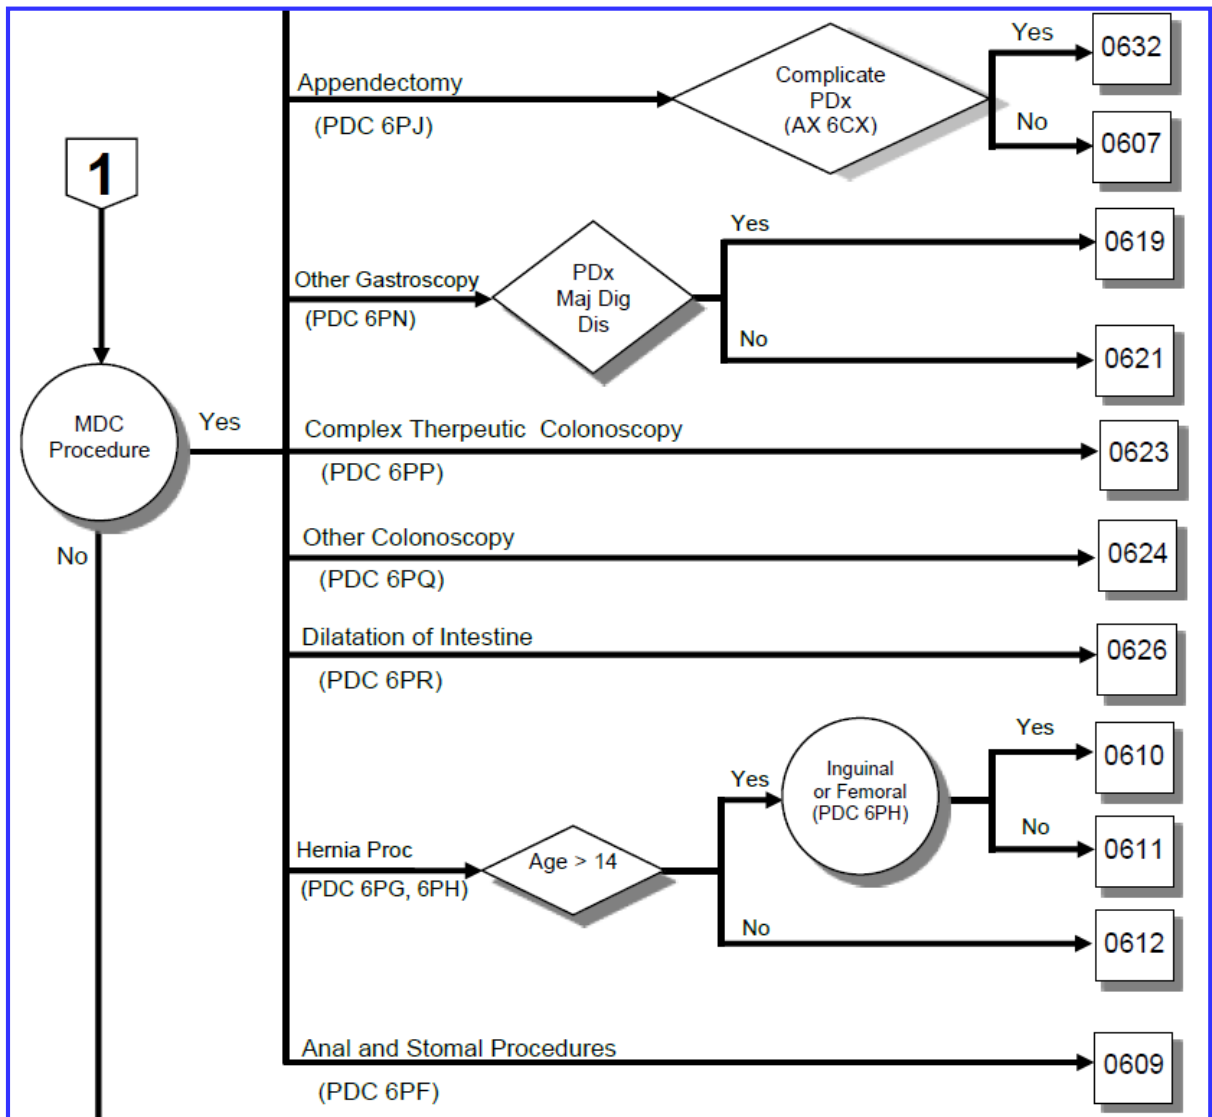 Appendectomy
(PDC 6PJ)
Complicate
PDx
(AX 6CX)
Yes
0632
No
0607
1
Other Gastroscopy
(PDC 6PN)
PDx
Maj Dig
Dis
Yes
0619
No
0621
MDC
Procedure
Yes
No
Complex Therpeutic Colonoscopy
(PDC 6PP)
0623
Other Colonoscopy
(PDC 6PQ)
0624
Dilatation of Intestine
(PDC 6PR)
0626
Hernia Proc
(PDC 6PG, 6PH)
Age > 14
Yes
Inguinal
or Femoral
(PDC 6PH)
Yes
0610
No
0611
No
0612
Anal and Stomal Procedures
(PDC 6PF)
0609